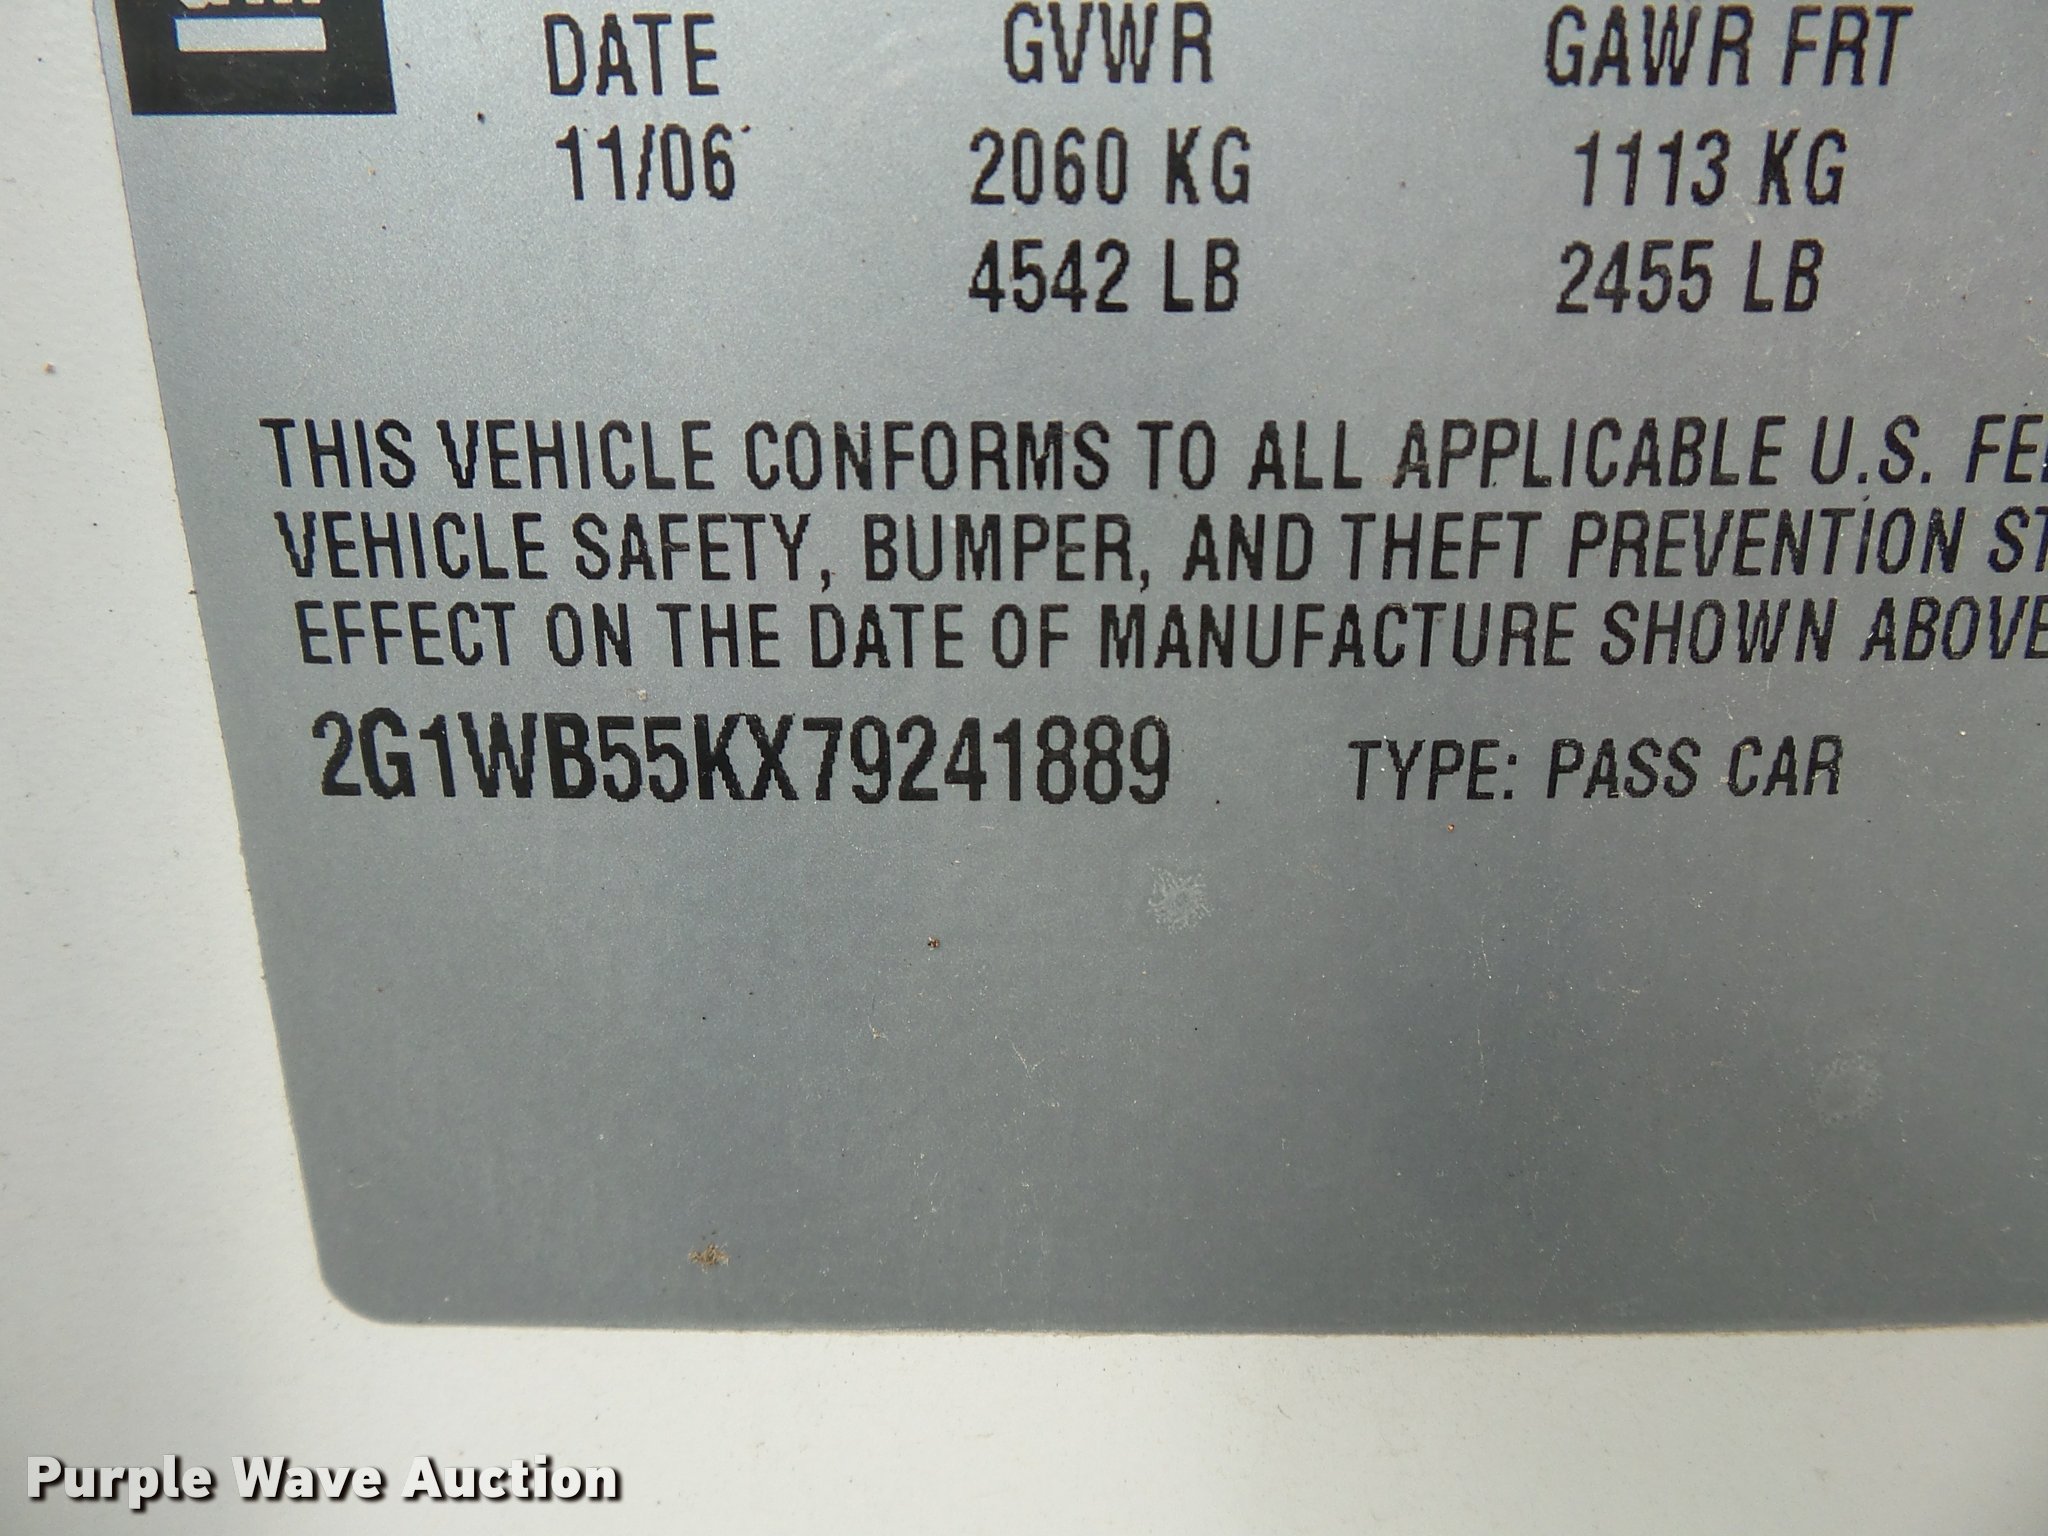 DATE GVWR GAWR FRT
11/06 2060 KG 1113 KG
4542 LB 2455 LB
THIS VEHICLE CONFORMS TO ALL APPLICABLE U.S.
VEHICLE SAFETY, BUMPER, AND THEFT PREVENTION
EFFECT ON THE DATE OF MANUFACTURE SHOWN ABOVE
2G1WB55KX79241889 TYPE: PASS CAR
Purple Wave Auction